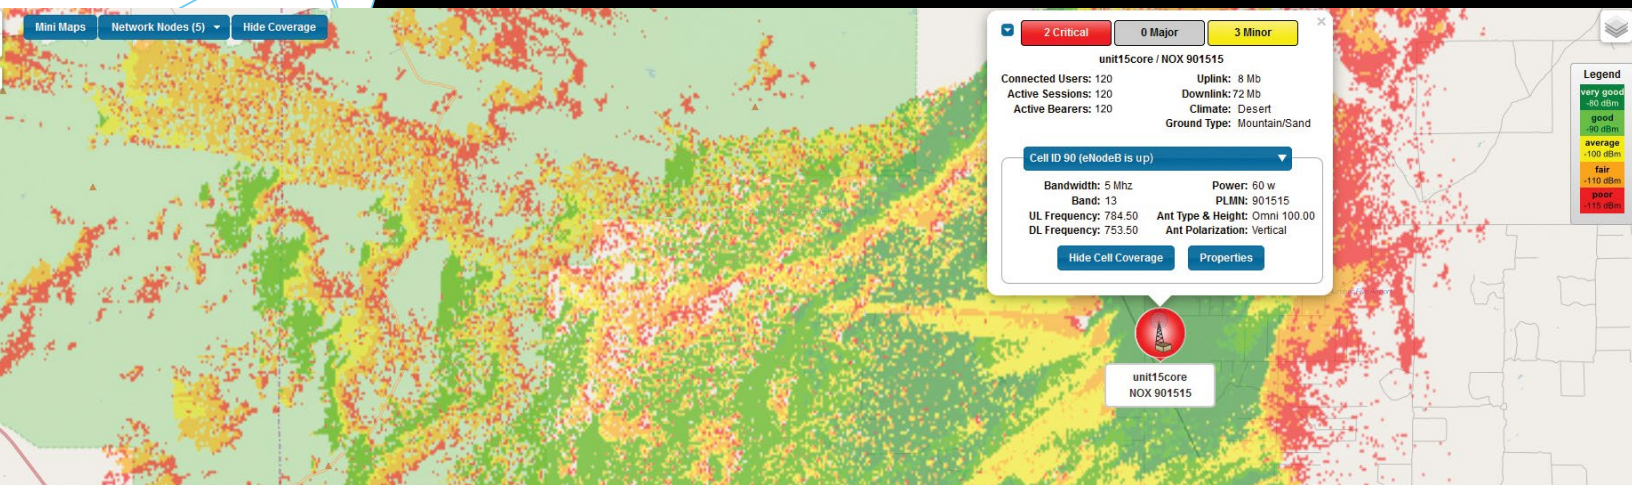 Mini Maps
Network Nodes (5)
Hide Coverage
2 Critical
0 Major
3 Minor
unit15core / NOX 901515
Connected Users: 120
Uplink: 8 Mb
Active Sessions: 120
Downlink: 72 Mb
Active Bearers: 120
Climate: Desert
Ground Type: Mountain/Sand
Cell ID 90 (eNodeB is up)
Bandwidth: 5 Mhz
Power: 60 w
Band: 13
PLMN: 901515
UL Frequency: 784.50
Ant Type & Height: Omni 100.00
DL Frequency: 753.50
Ant Polarization: Vertical
Hide Cell Coverage
Properties
unit15core
NOX 901515
Legend
very good
-80 dBm
good
-90 dBm
average
-100 dBm
fair
-110 dBm
poor
-115 dBm